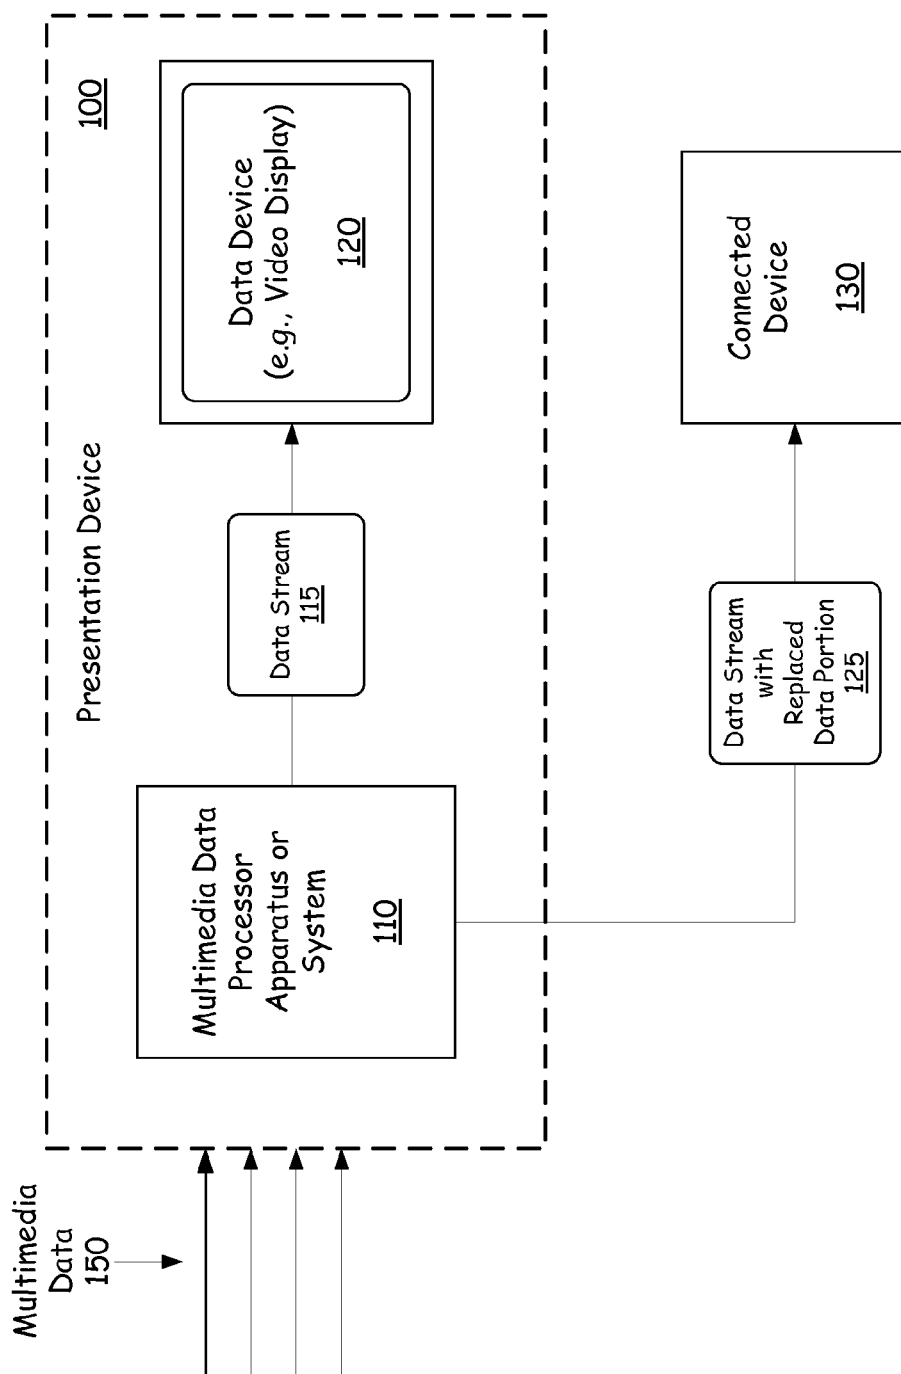 Multimedia
Data
150
Presentation Device
100
Multimedia Data
Processor
Apparatus or
System
110
Data Stream
115
Data Device
(e.g., Video Display)
120
Data Stream
with
Replaced
Data Portion
125
Connected
Device
130